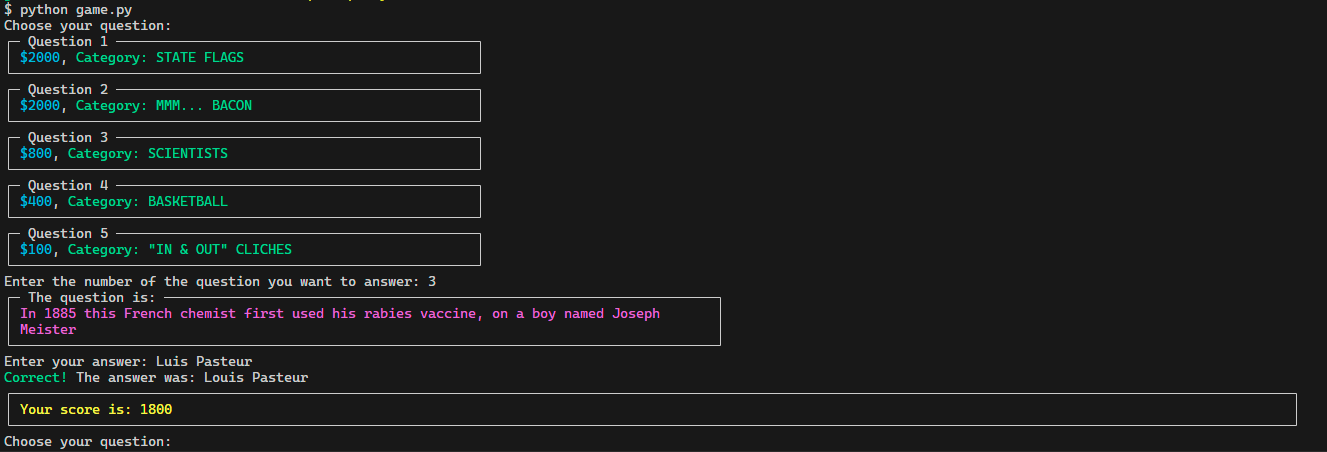 $ python game.py
Choose your question:
Question 1
$2000, Category: STATE FLAGS
Question 2
$2000, Category: MMM... BACON
Question 3
$800, Category: SCIENTISTS
Question 4
$400, Category: BASKETBALL
Question 5
$100, Category: "IN & OUT" CLICHES
Enter the number of the question you want to answer: 3
The question is:
In 1885 this French chemist first used his rabies vaccine, on a boy named Joseph
Meister
Enter your answer: Luis Pasteur
Correct! The answer was: Louis Pasteur
Your score is: 1800
Choose your question: